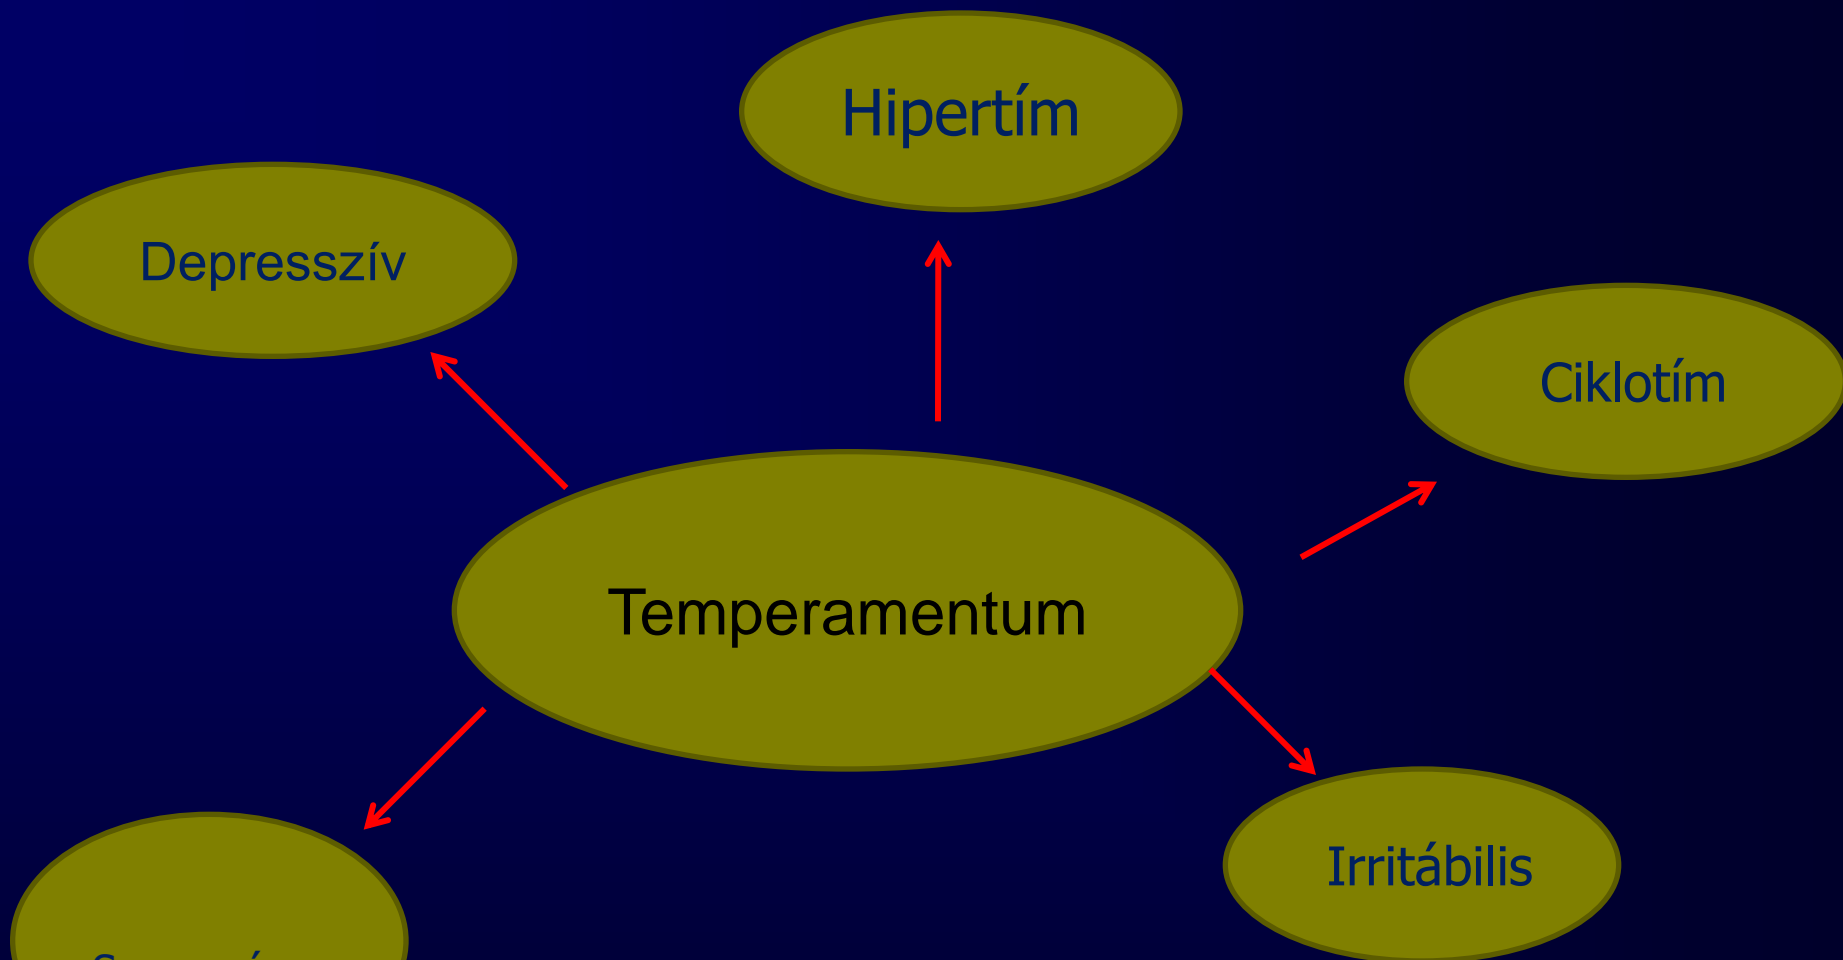 Hipertím
Depresszív
Ciklotím
Temperamentum
Irritábilis